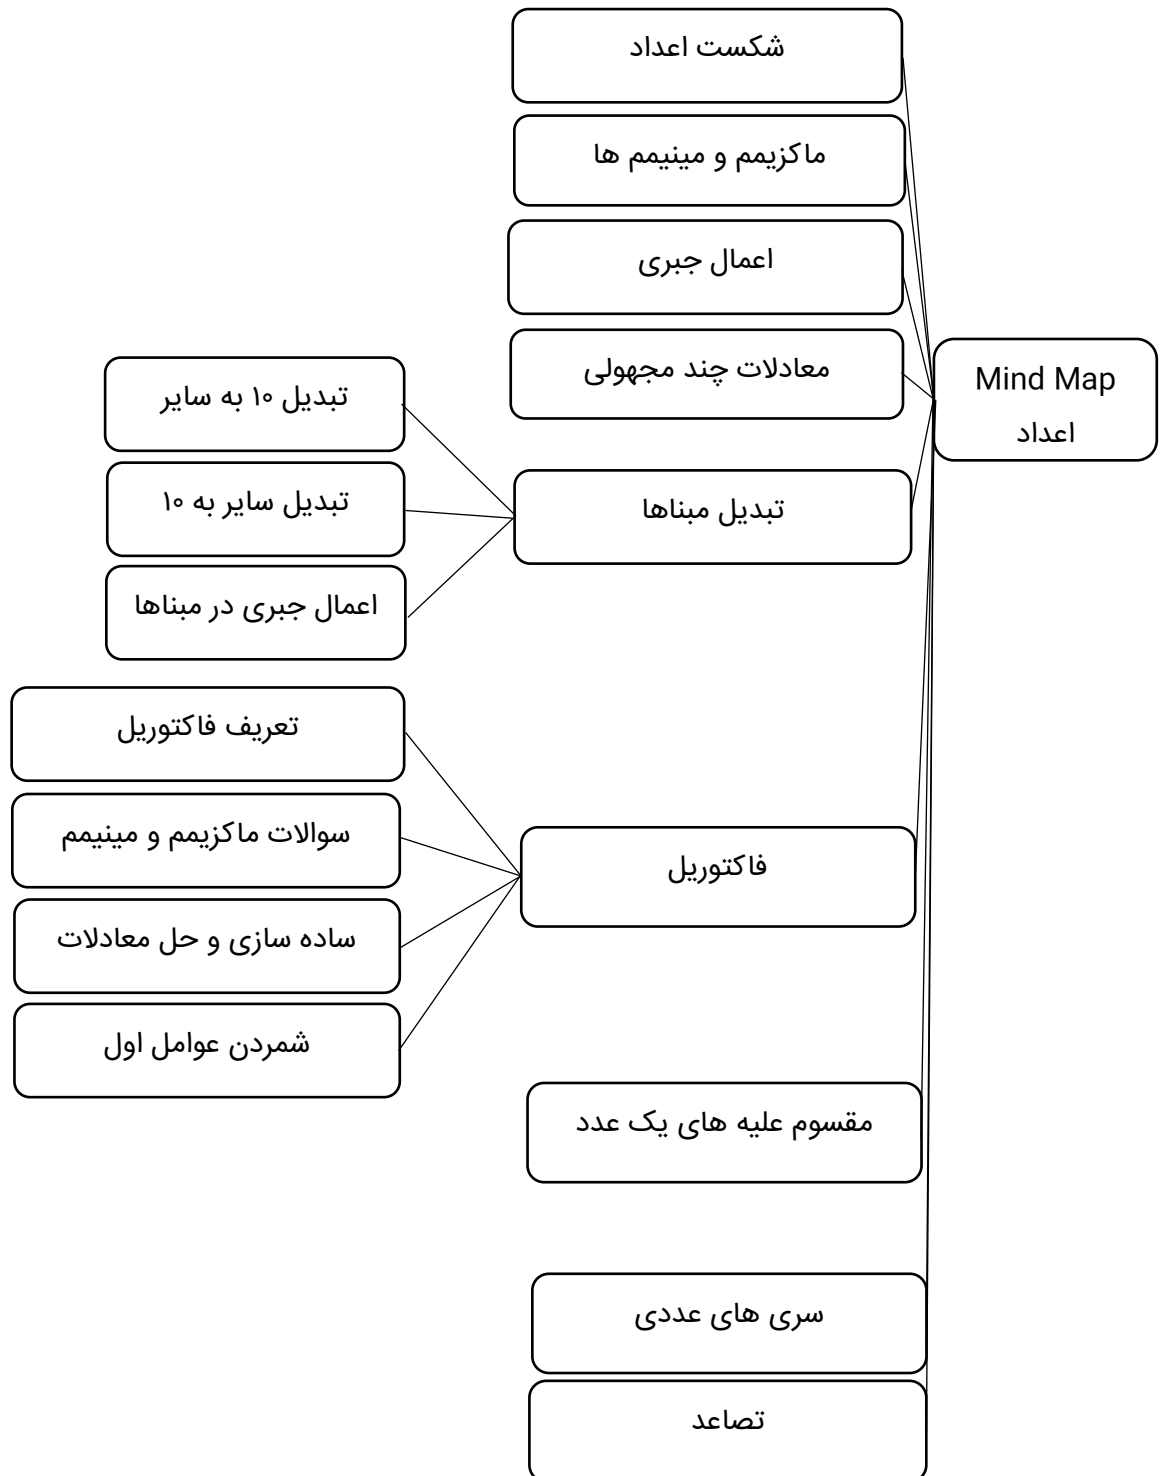 شکست اعداد
ماکزیمم و مینیمم ها
اعمال جبری
معادلات چند مجهولی
Mind Map
اعداد
تبدیل ۱۰ به سایر
تبدیل سایر به ۱۰
تبدیل مبناها
اعمال جبری در مبناها
تعریف فاکتوریل
سوالات ماکزیمم و مینیمم
فاکتوریل
ساده سازی و حل معادلات
شمردن عوامل اول
مقسوم علیه های یک عدد
سری های عددی
تصاعد